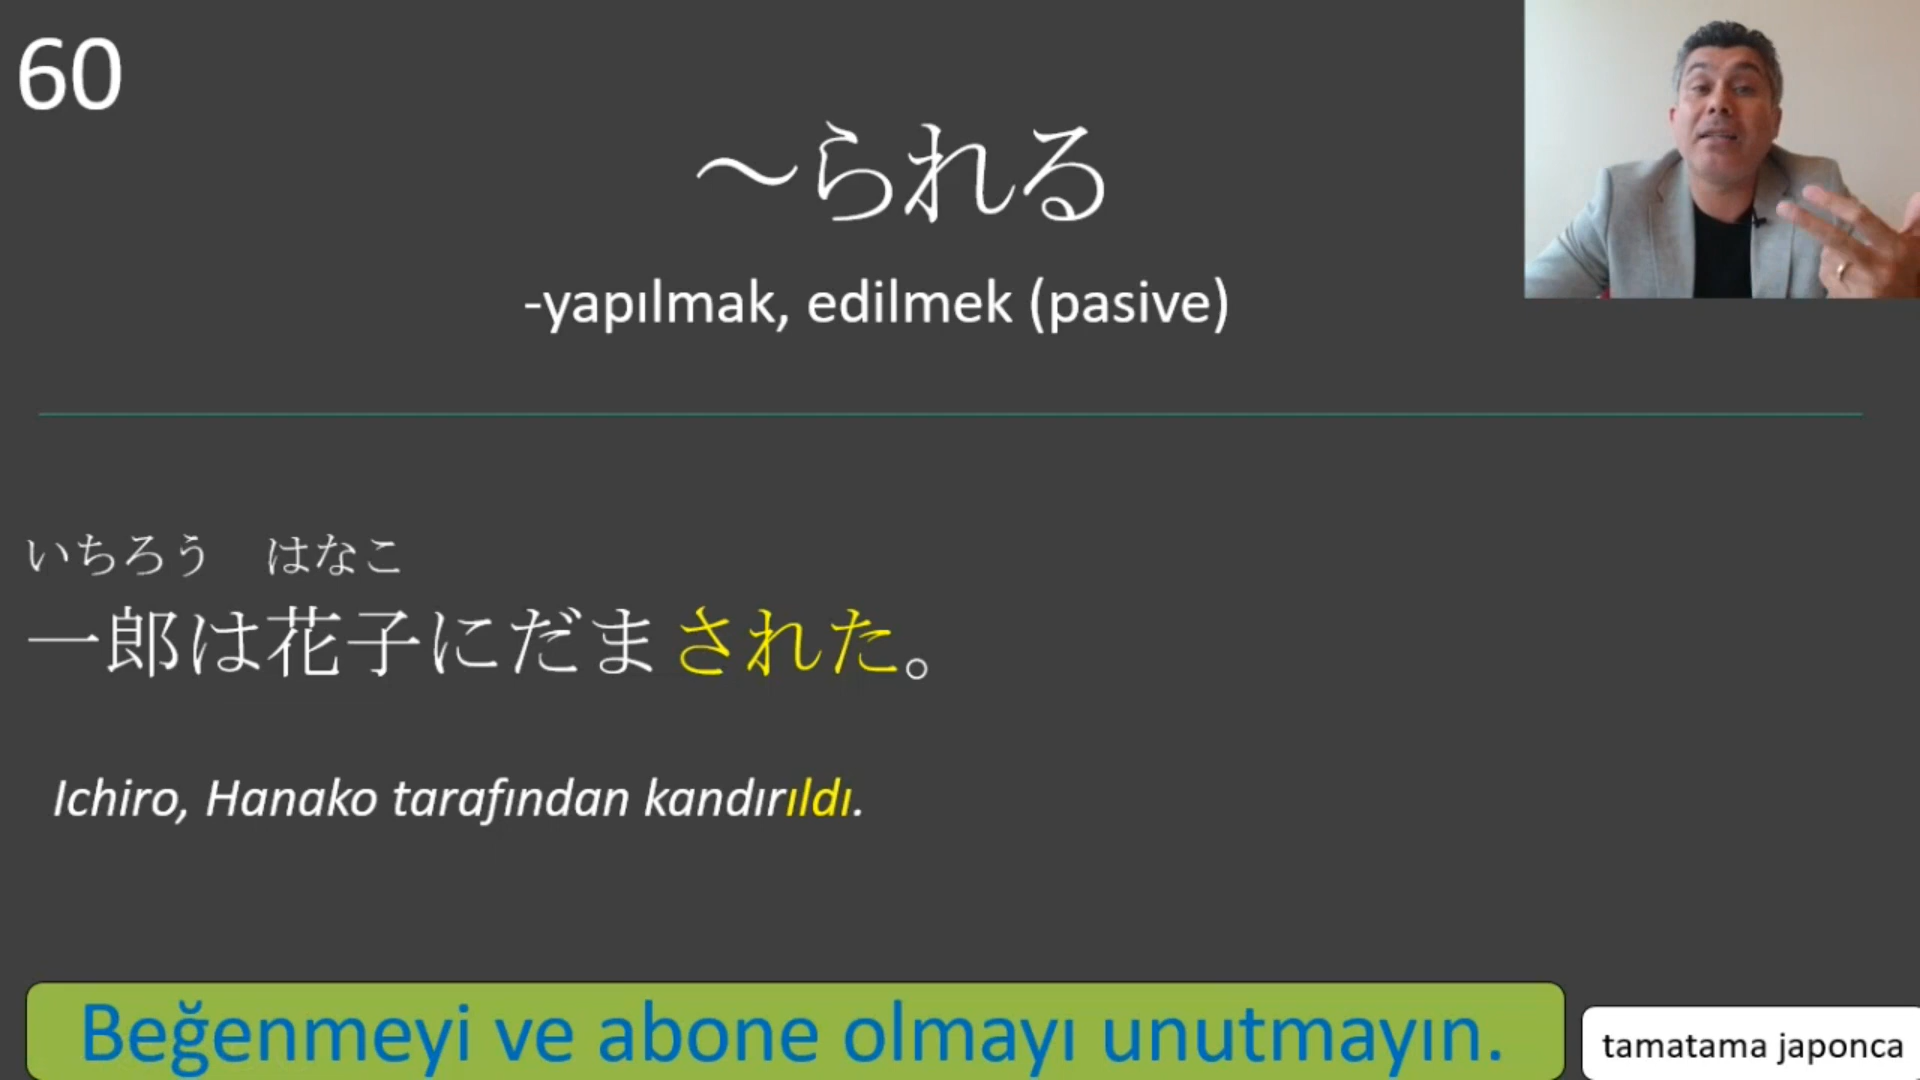 60
～られる
-yapılmak, edilmek (pasive)
いちろう はなこ
一郎は花子にだまされた。
Ichiro, Hanako tarafından kandırıldı.
Beğenmeyi ve abone olmayı unutmayın.
tamatama japonca